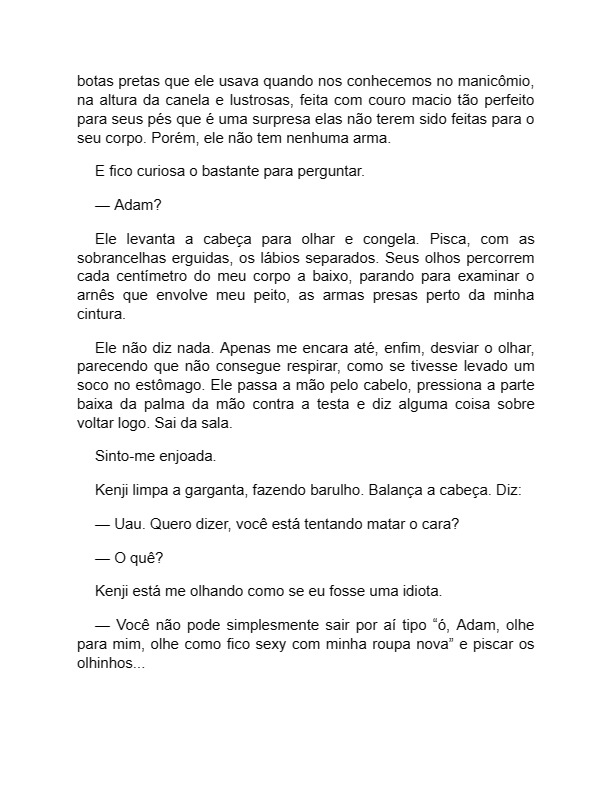 botas pretas que ele usava quando nos conhecemos no manicômio,
na altura da canela e lustrosas, feita com couro macio tão perfeito
para seus pés que é uma surpresa elas não terem sido feitas para o
seu corpo. Porém, ele não tem nenhuma arma.
E fico curiosa o bastante para perguntar.
— Adam?
Ele levanta a cabeça para olhar e congela. Pisca, com as
sobrancelhas erguidas, os lábios separados. Seus olhos percorrem
cada centímetro do meu corpo a baixo, parando para examinar o
arnês que envolve meu peito, as armas presas perto da minha
cintura.
Ele não diz nada. Apenas me encara até, enfim, desviar o olhar,
parecendo que não consegue respirar, como se tivesse levado um
soco no estômago. Ele passa a mão pelo cabelo, pressiona a parte
baixa da palma da mão contra a testa e diz alguma coisa sobre
voltar logo. Sai da sala.
Sinto-me enjoada.
Kenji limpa a garganta, fazendo barulho. Balança a cabeça. Diz:
— Uau. Quero dizer, você está tentando matar o cara?
— O quê?
Kenji está me olhando como se eu fosse uma idiota.
— Você não pode simplesmente sair por aí tipo “ó, Adam, olhe
para mim, olhe como fico sexy com minha roupa nova” e piscar os
olhinhos...